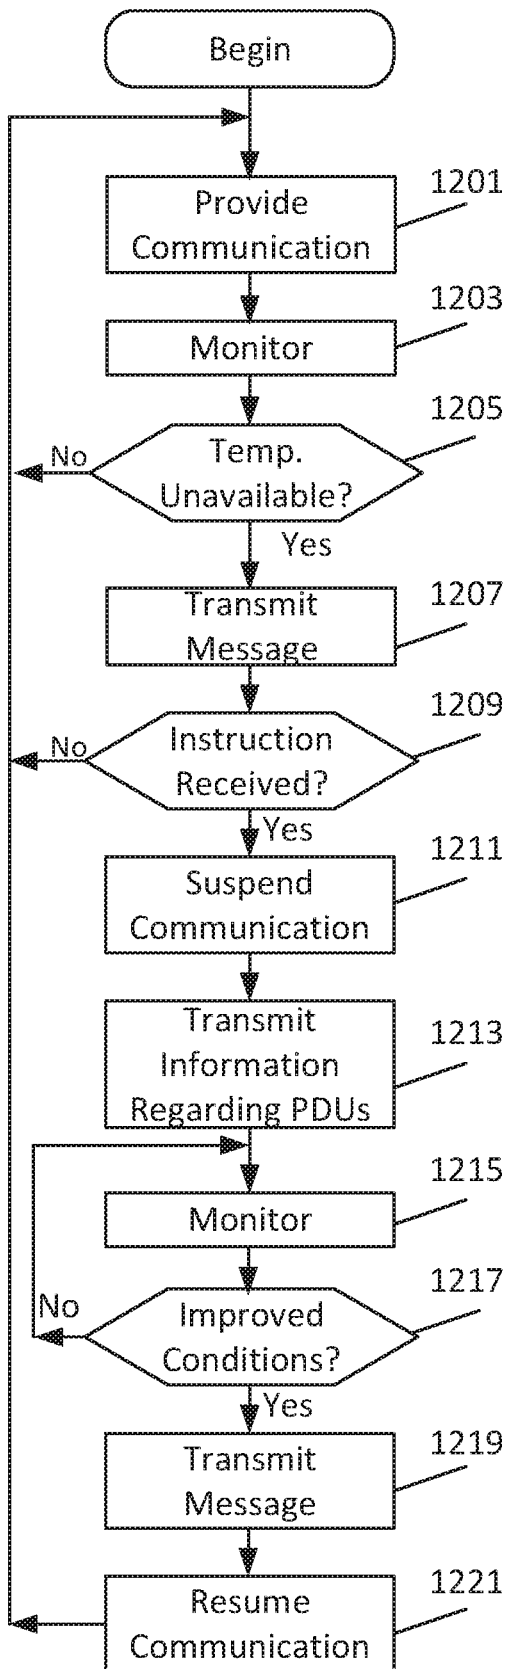 Begin
1201
Provide
Communication
1203
Monitor
1205
Temp.
Unavailable?
No
Yes
1207
Transmit
Message
1209
Instruction
Received?
No
Yes
1211
Suspend
Communication
1213
Transmit
Information
Regarding PDUs
1215
Monitor
1217
Improved
Conditions?
No
Yes
1219
Transmit
Message
1221
Resume
Communication